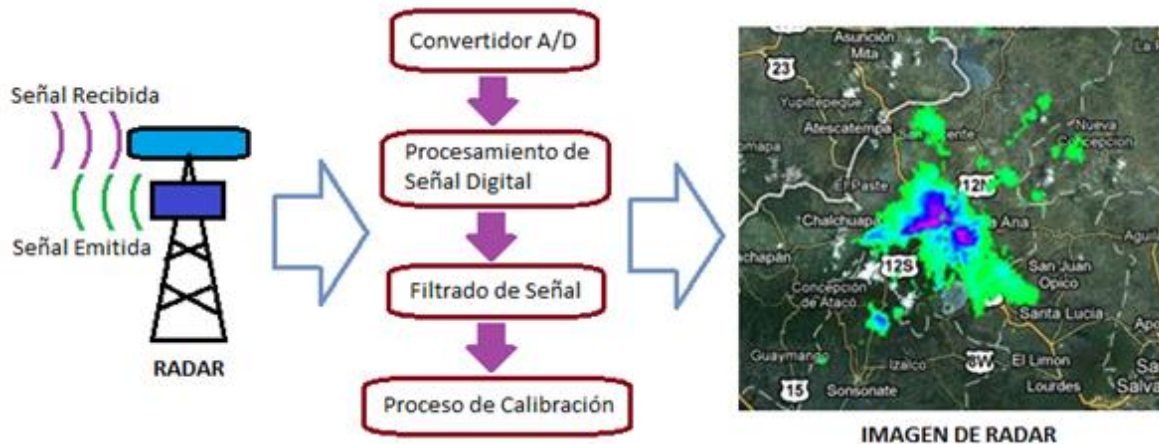 Señal Recibida
Señal Emitida
RADAR
Convertidor A/D
Procesamiento de
Señal Digital
Filtrado de Señal
Proceso de Calibración
Asunción
Mita
23
Yupiltepeque
Atescatempa
Nueva
Concepcion
El Paste
12N
Chalchuapa
Ana
12S
San Juan
Opico
Concepción
de Ataco
Santa Lucia
Guaymango
Izalco
8W
El Limon
15
Sonsonate
Lourdes
IMAGEN DE RADAR